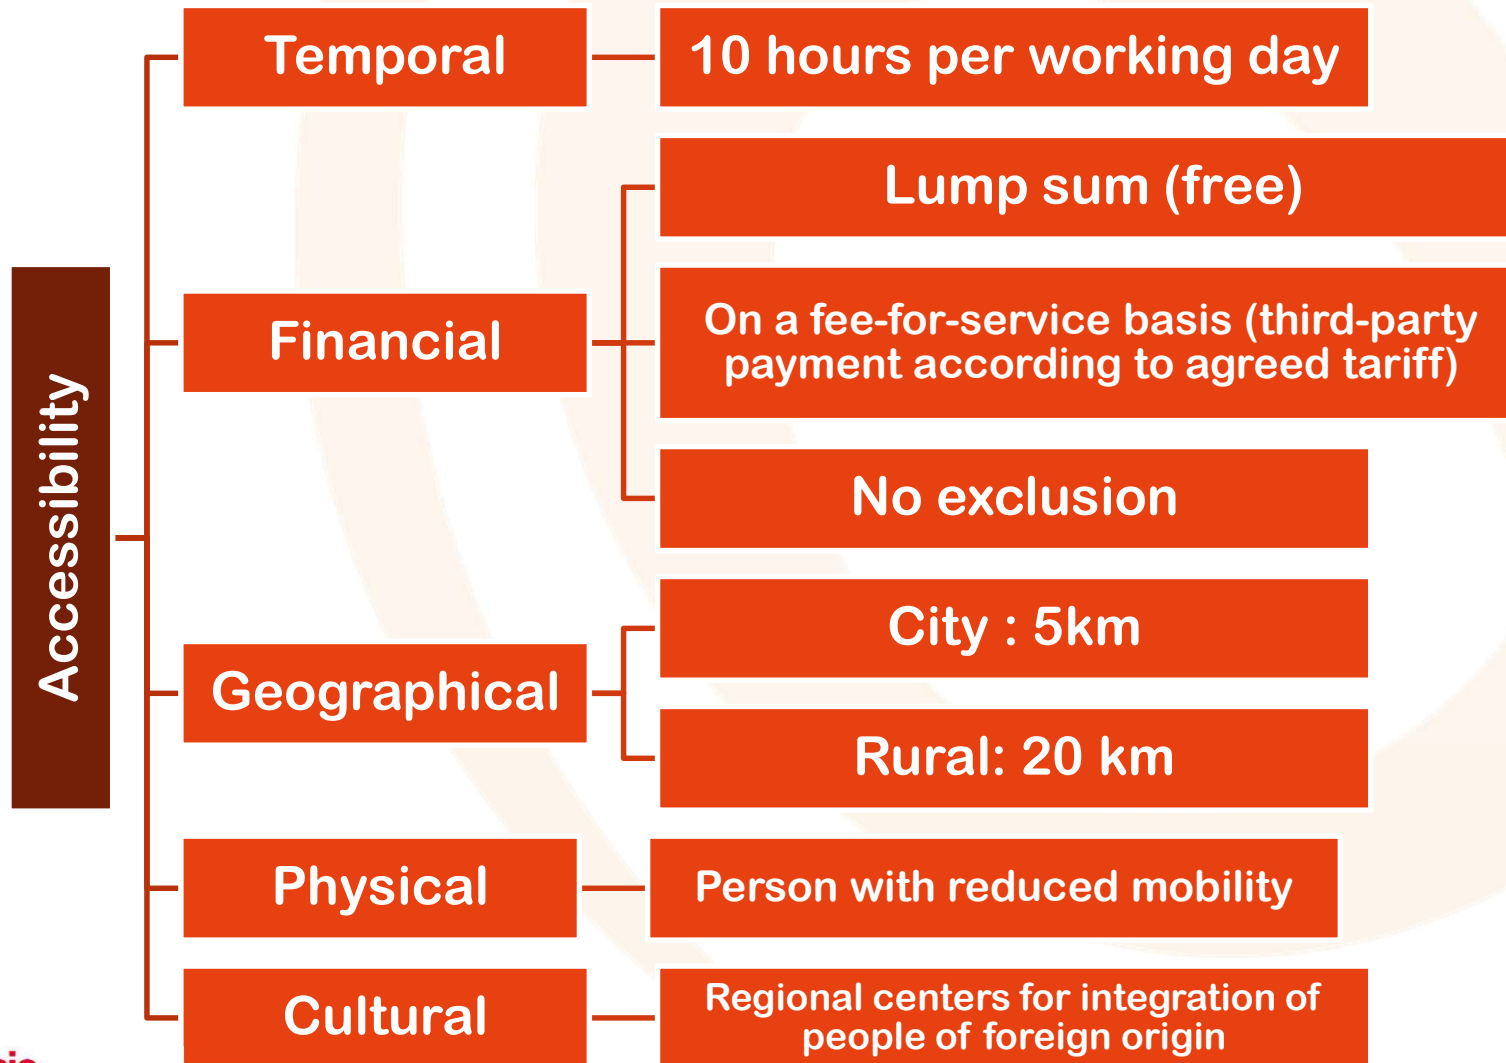 Accessibility
Temporal
10 hours per working day
Financial
Lump sum (free)
On a fee-for-service basis (third-party
payment according to agreed tariff)
No exclusion
Geographical
City : 5km
Rural: 20 km
Physical
Person with reduced mobility
Cultural
Regional centers for integration of
people of foreign origin